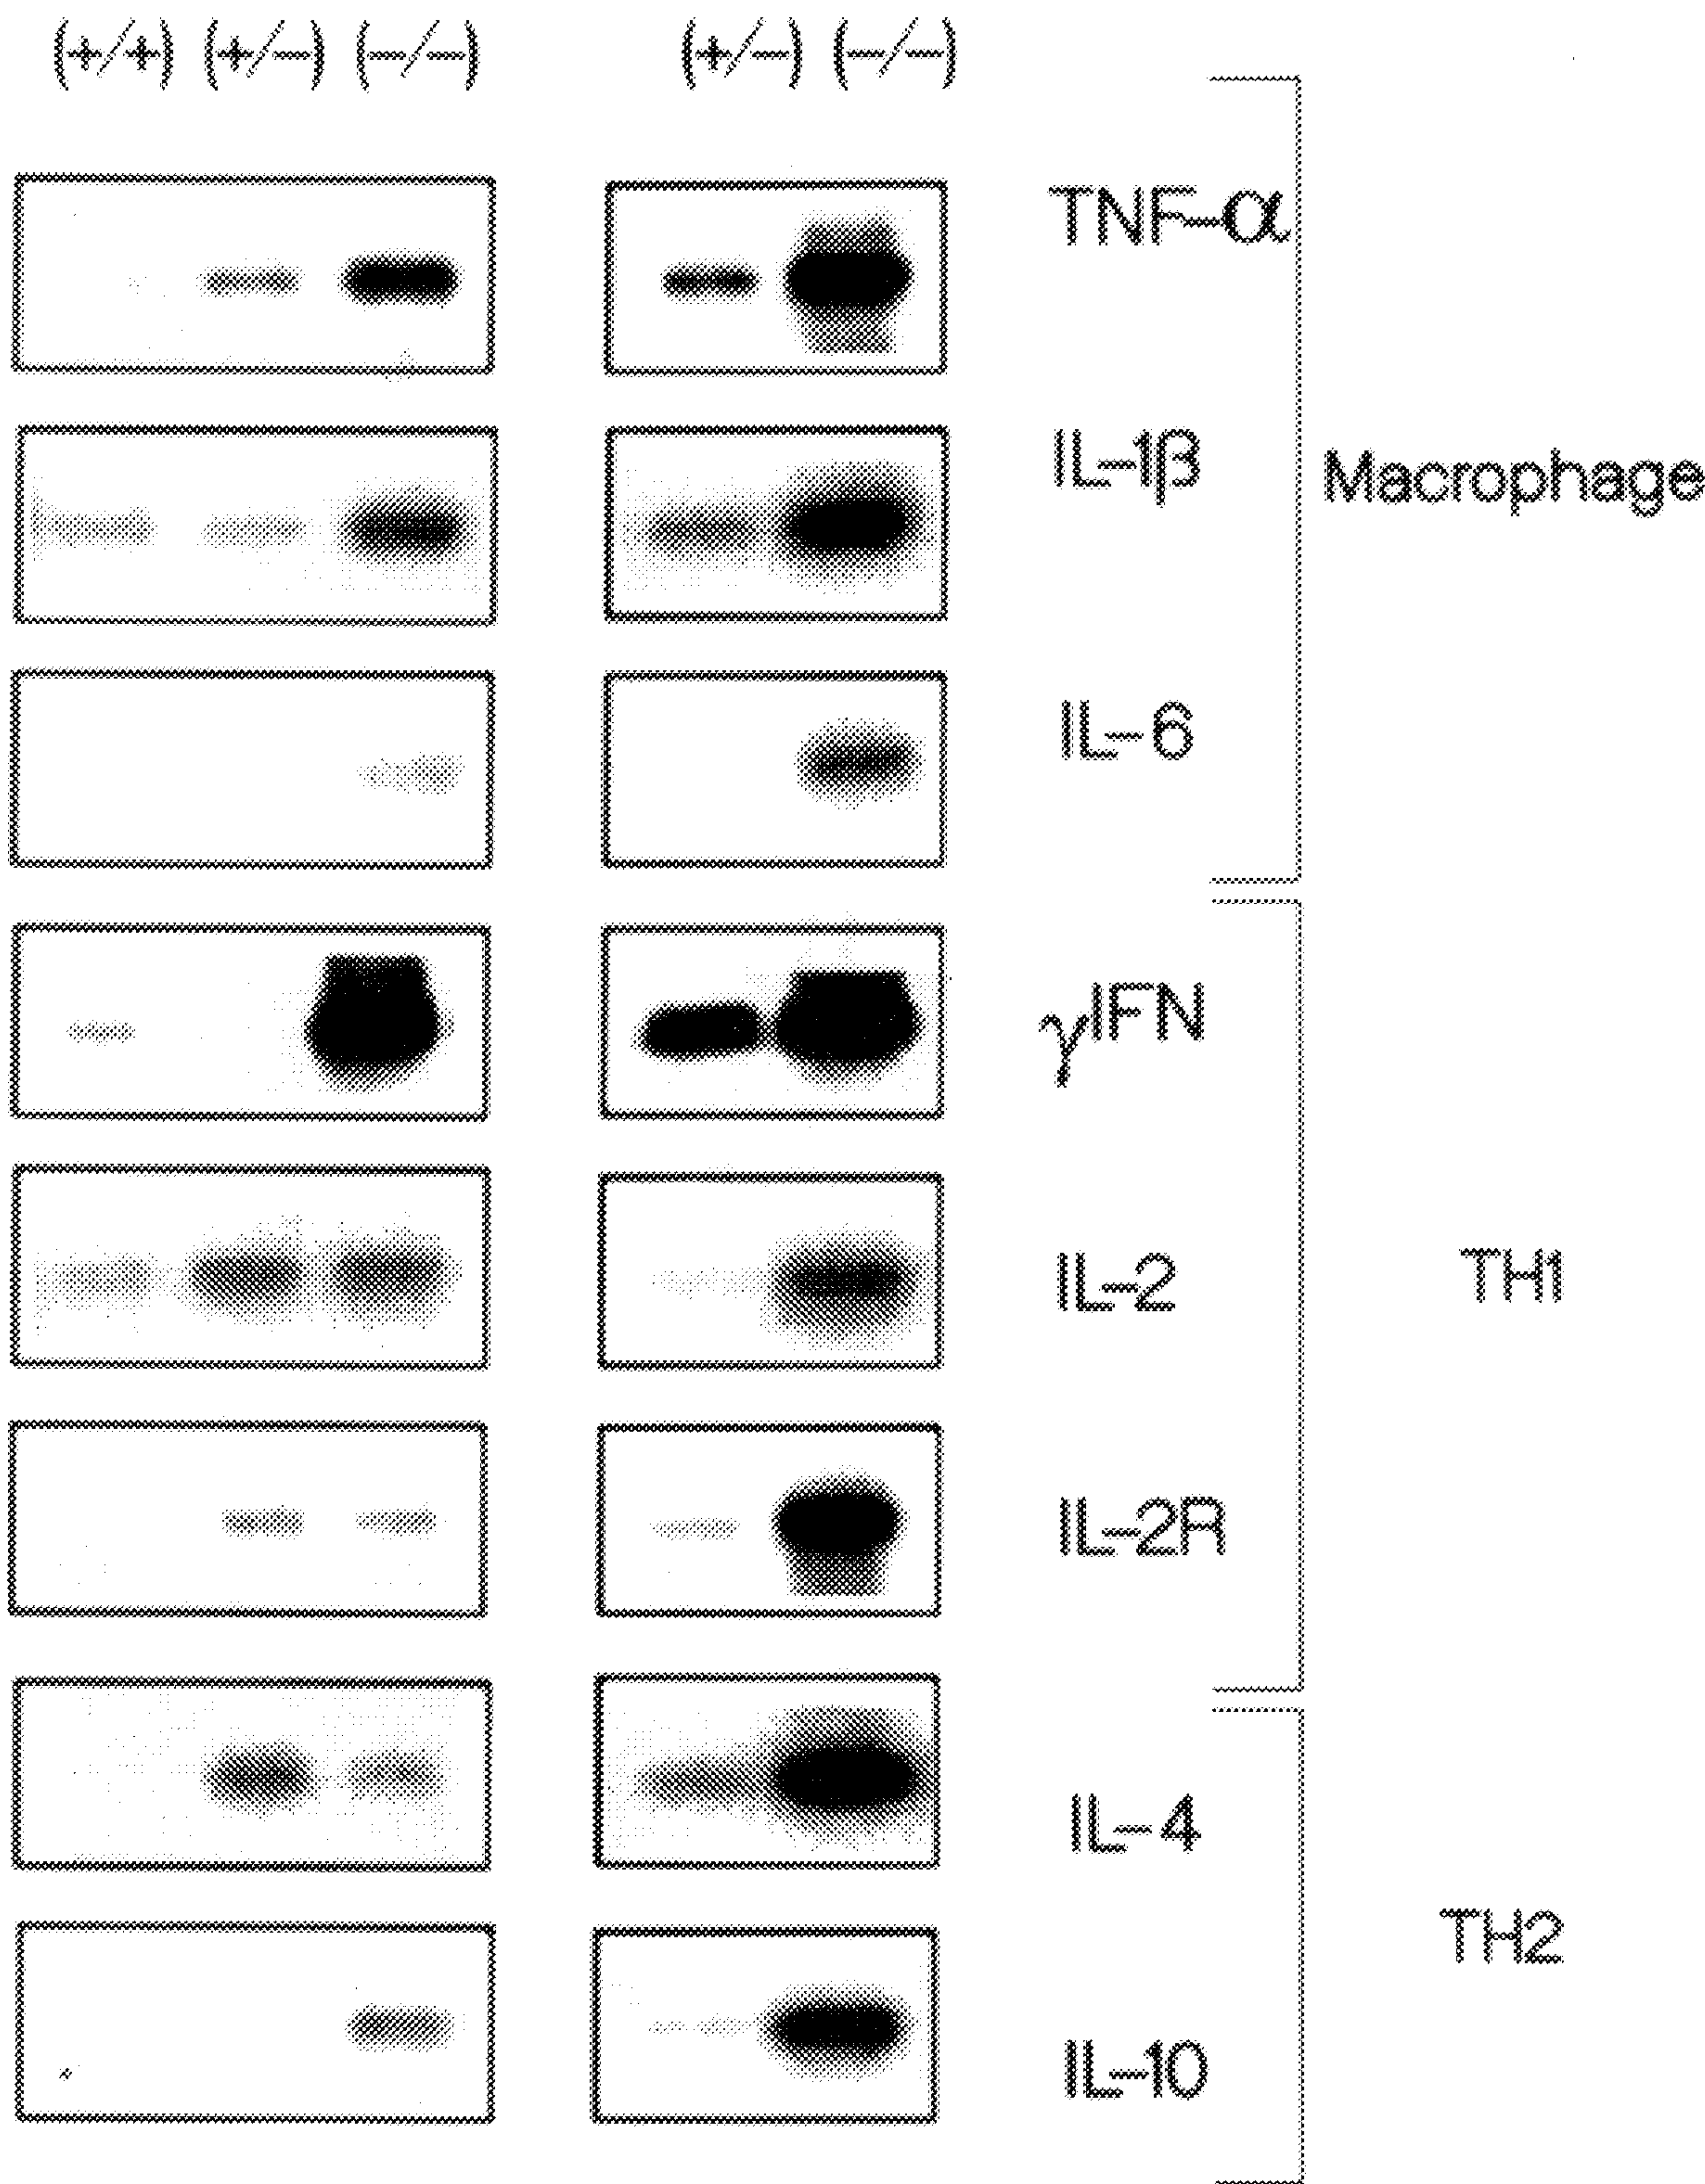 (+/+) (+/–) (–/–) (+/–) (–/–)
TNF–α
IL–1β
Macrophage
IL–6
γIFN
IL–2
TH1
IL–2R
IL–4
TH2
IL–10